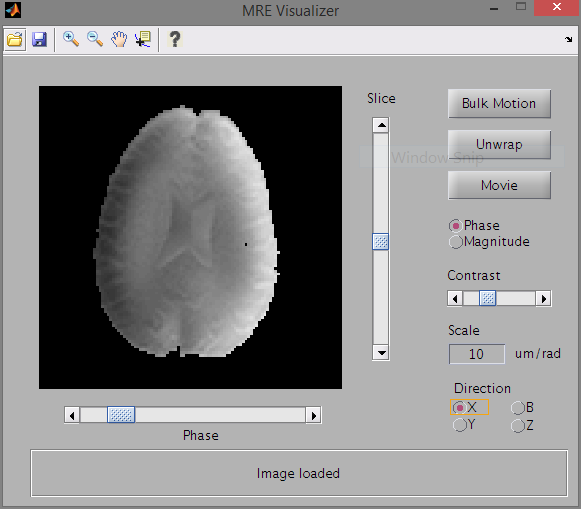 MRE Visualizer
Slice
Bulk Motion
Unwrap
Window Snip
Movie
Phase
Magnitude
Contrast
Scale
10 um/rad
Direction
X B
Y Z
Phase
Image loaded